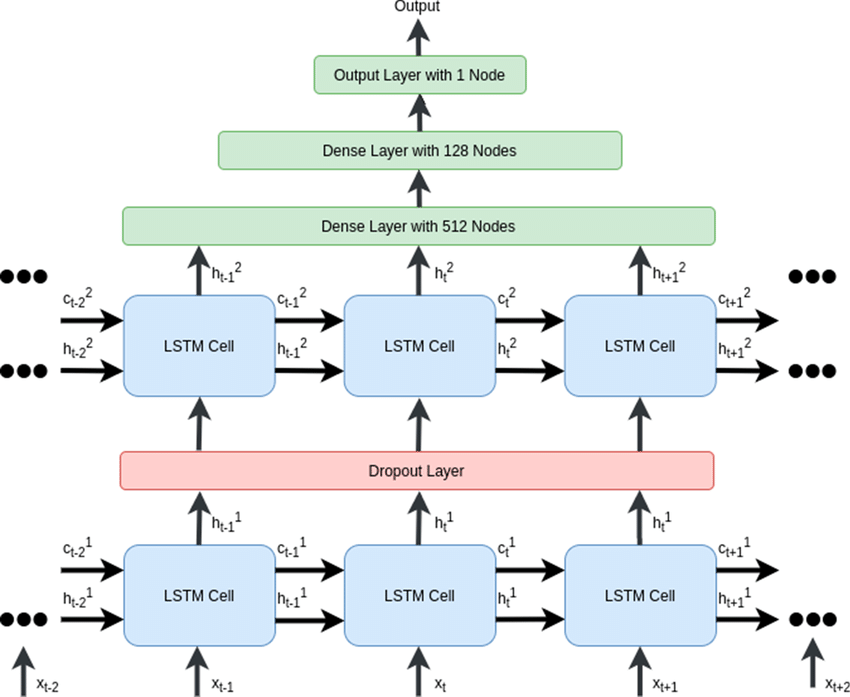 Output
Output Layer with 1 Node
Dense Layer with 128 Nodes
Dense Layer with 512 Nodes
h_{t-1}^2 h_t^2 h_{t+1}^2
c_{t-2}^2 c_{t-1}^2 c_t^2 c_{t+1}^2
LSTM Cell LSTM Cell LSTM Cell
h_{t-2}^2 h_{t-1}^2 h_t^2 h_{t+1}^2
Dropout Layer
h_{t-1}^1 h_t^1 h_t^1
c_{t-2}^1 c_{t-1}^1 c_t^1 c_{t+1}^1
LSTM Cell LSTM Cell LSTM Cell
h_{t-2}^1 h_{t-1}^1 h_t^1 h_{t+1}^1
x_{t-2} x_{t-1} x_t x_{t+1} x_{t+2}